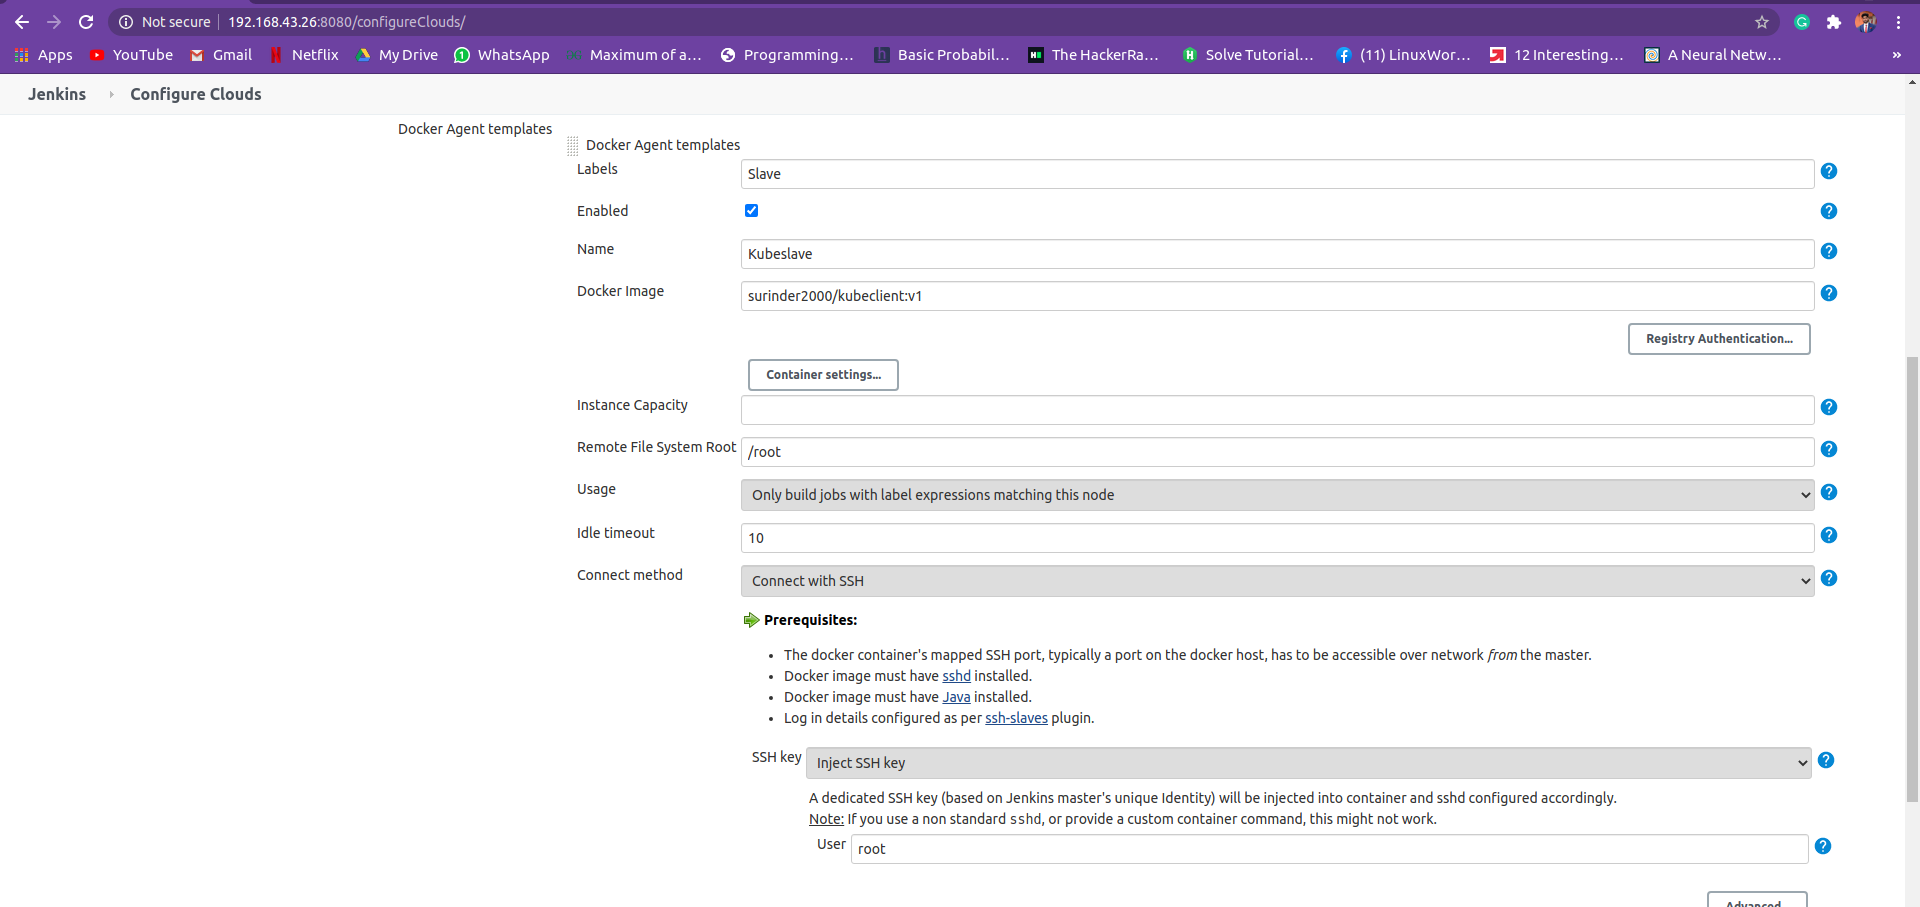 Not secure 192.168.43.26:8080/configureClouds/
Apps YouTube Gmail Netflix My Drive WhatsApp Maximum of a... Programming... Basic Probabil... The HackerRa... Solve Tutorial... (11) LinuxWor... 12 Interesting... A Neural Netw... »
Jenkins Configure Clouds
Docker Agent templates
Docker Agent templates
Labels Slave
Enabled
Name Kubeslave
Docker Image surinder2000/kubeclient:v1
Registry Authentication...
Container settings...
Instance Capacity
Remote File System Root /root
Usage Only build jobs with label expressions matching this node
Idle timeout 10
Connect method Connect with SSH
Prerequisites:
• The docker container's mapped SSH port, typically a port on the docker host, has to be accessible over network from the master.
• Docker image must have sshd installed.
• Docker image must have Java installed.
• Log in details configured as per ssh-slaves plugin.
SSH key Inject SSH key
A dedicated SSH key (based on Jenkins master's unique Identity) will be injected into container and sshd configured accordingly.
Note: If you use a non standard sshd, or provide a custom container command, this might not work.
User root
Advanced...